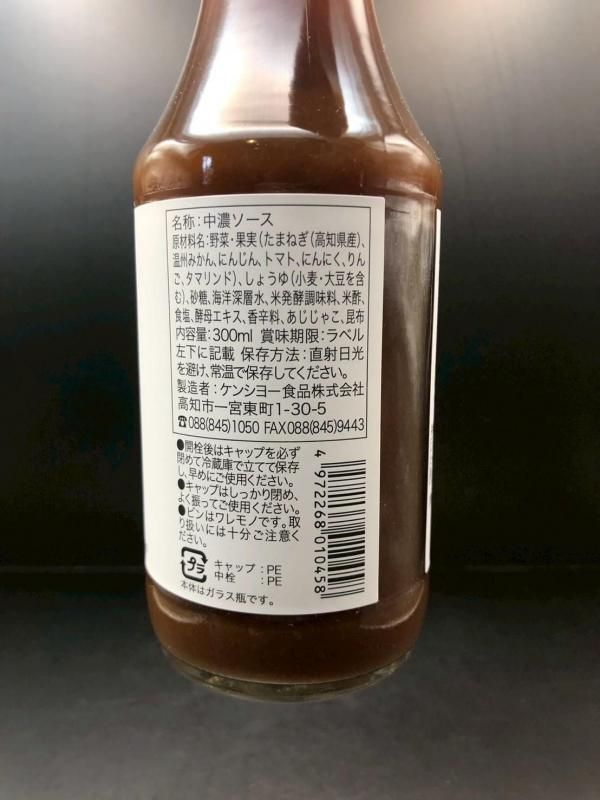 名称:中濃ソース
原材料名:野菜・果実(たまねぎ(高知県産)、
温州みかん、にんじん、トマト、にんにく、りん
ご、タマリンド)、しょうゆ(小麦・大豆を含
む)、砂糖、海洋深層水、米発酵調味料、米酢、
食塩、酵母エキス、香辛料、あじじゃこ、昆布
内容量:300ml 賞味期限:ラベル
左下に記載 保存方法:直射日光
を避け、常温で保存してください。
製造者:ケンショー食品株式会社
高知市一宮東町1-30-5
☎088(845)1050 FAX088(845)9443
●開栓後はキャップを必ず
閉めて冷蔵庫で立てて保存
し、早めにご使用ください。
●キャップはしっかり閉め、
よく振ってご使用ください。
●ビンはワレモノです。取
り扱いには十分ご注意く
ださい。
プラ
キャップ:PE
中栓:PE
本体はガラス瓶です。
4972268010458